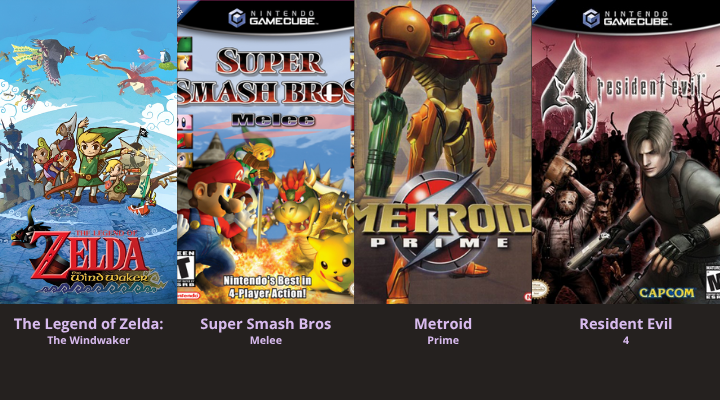 THE LEGEND OF
ZELDA
The Wind Waker
NINTENDO
GAMECUBE™
SUPER
SMASH BROS
Melee
Nintendo's Best in
4-Player Action!
Nintendo
METROID
PRIME
NINTENDO
GAMECUBE™
4
resident evil
CAPCOM
M
The Legend of Zelda:
The Windwaker
Super Smash Bros
Melee
Metroid
Prime
Resident Evil
4